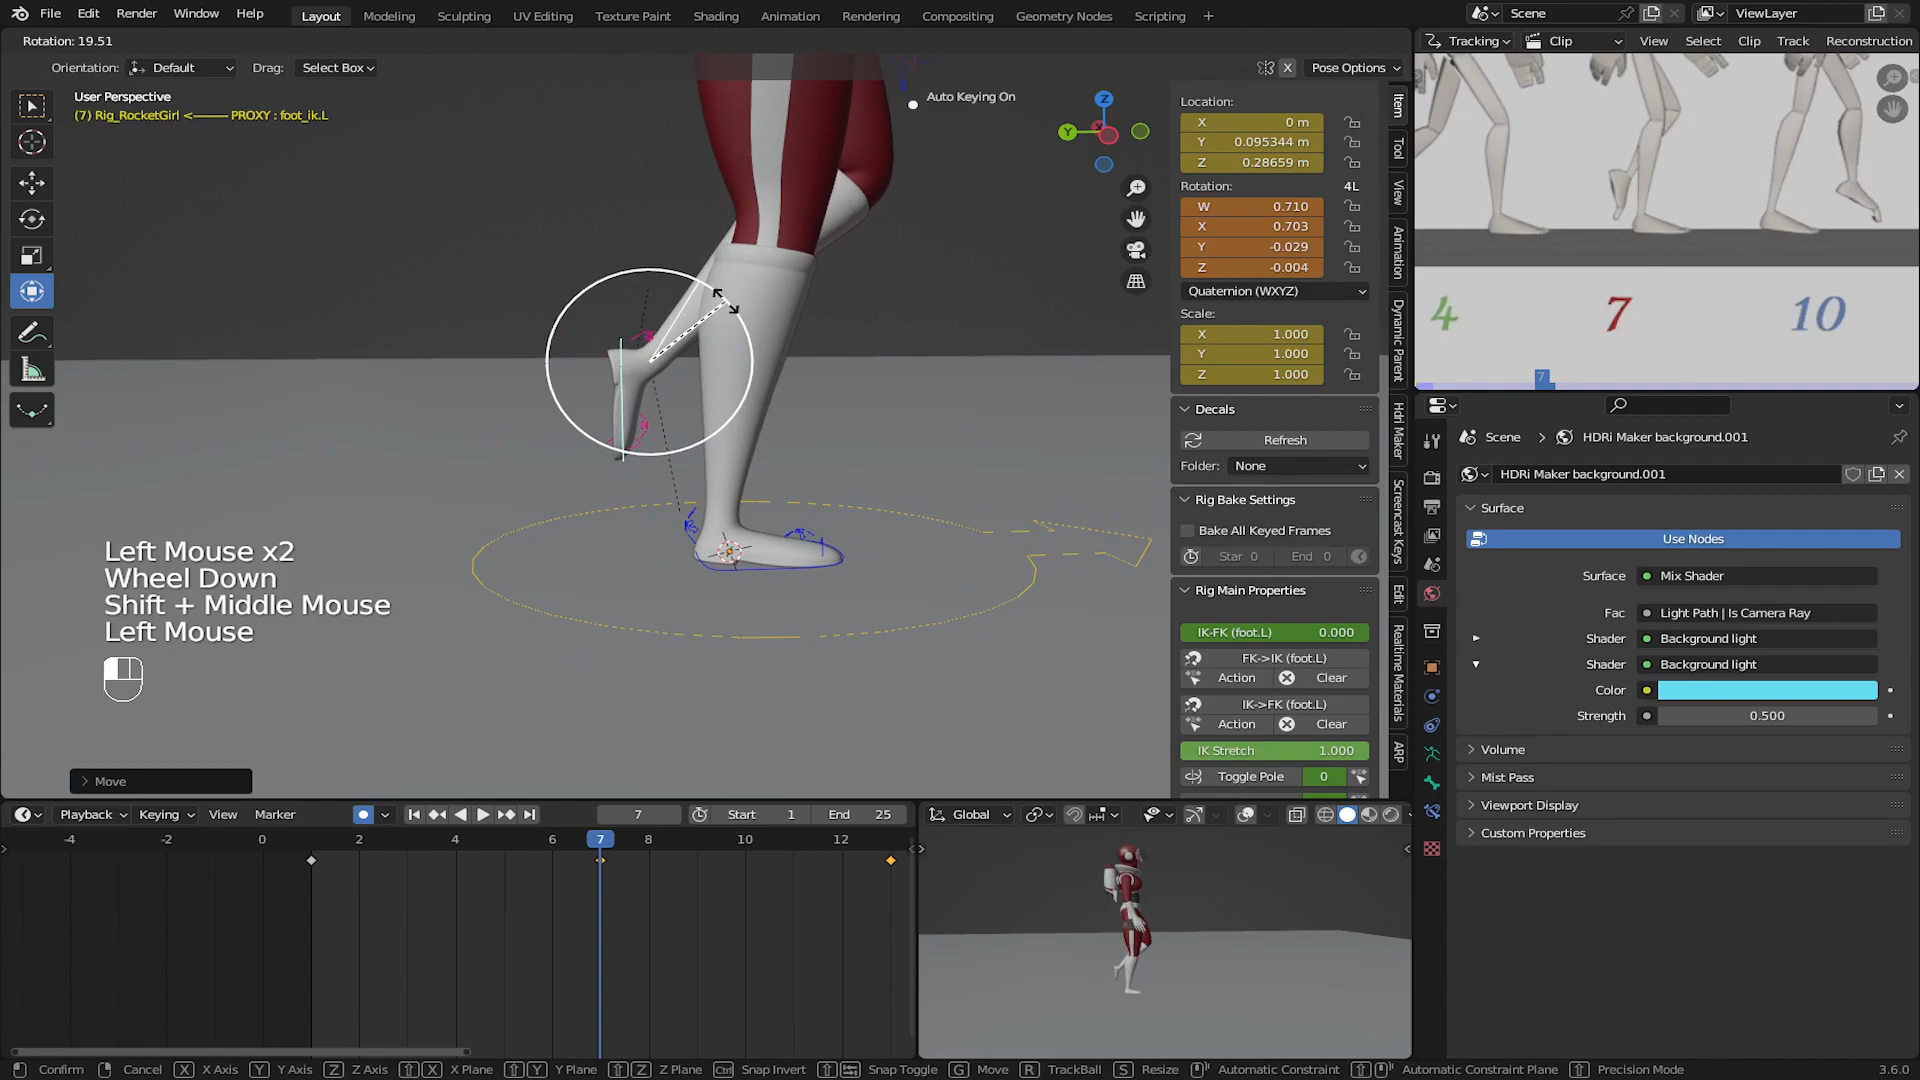 File Edit Render Window Help Layout Modeling Sculpting UV Editing Texture Paint Shading Animation Rendering Compositing Geometry Nodes Scripting + Scene ViewLayer
Rotation: 19.51
Tracking Clip View Select Clip Track Reconstruction
Orientation: Default Drag: Select Box X Pose Options
User Perspective
(7) Rig_RocketGirl <——— PROXY : foot_ik.L
Auto Keying On
Z
Y
Location:
X 0 m
Y 0.095344 m
Z 0.28659 m
Rotation: 4L
W 0.710
X 0.703
Y -0.029
Z -0.004
Quaternion (WXYZ)
Scale:
X 1.000
Y 1.000
Z 1.000
Decals
Refresh
Folder: None
Rig Bake Settings
Bake All Keyed Frames
Star 0 End 0
Rig Main Properties
IK-FK (foot.L) 0.000
FK->IK (foot.L)
Action Clear
IK->FK (foot.L)
Action Clear
IK Stretch 1.000
Toggle Pole 0
Item
Tool
View
Animation
Dynamic Parent
Hdri Maker
Screencast Keys
Edit
Realtime Materials
ARP
4 7 10
7
Scene > HDRi Maker background.001
HDRi Maker background.001
Surface
Use Nodes
Surface Mix Shader
Fac Light Path | Is Camera Ray
Shader Background light
Shader Background light
Color
Strength 0.500
Volume
Mist Pass
Viewport Display
Custom Properties
Left Mouse x2
Wheel Down
Shift + Middle Mouse
Left Mouse
Move
Playback Keying View Marker 7 Start 1 End 25 Global
-4 -2 0 2 4 6 7 8 10 12
Confirm Cancel X X Axis Y Y Axis Z Z Axis X X Plane Y Y Plane Z Z Plane Ctrl Snap Invert Snap Toggle G Move R TrackBall S Resize Automatic Constraint Automatic Constraint Plane Precision Mode 3.6.0